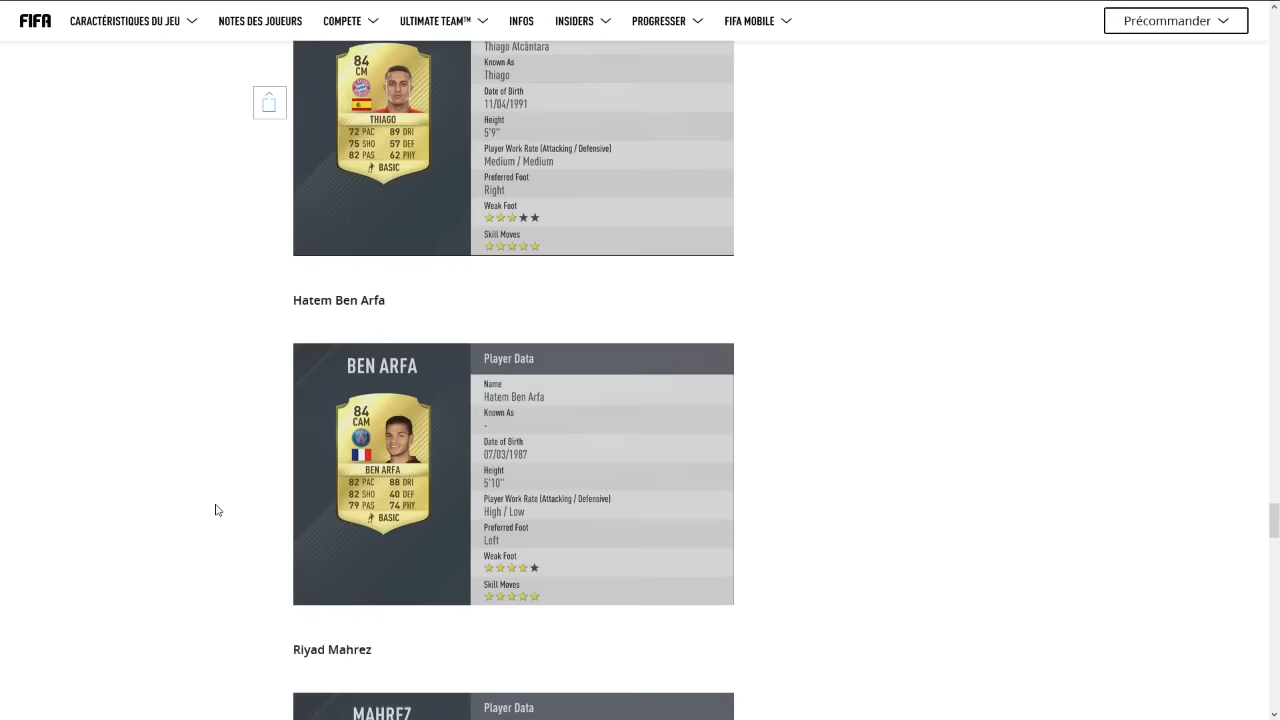 FIFA CARACTÉRISTIQUES DU JEU NOTES DES JOUEURS COMPETE ULTIMATE TEAM™ INFOS INSIDERS PROGRESSER FIFA MOBILE Précommander
84
CM
THIAGO
72 PAC 89 DRI
75 SHO 57 DEF
82 PAS 62 PHY
BASIC
Thiago Alcântara
Known As
Thiago
Date of Birth
11/04/1991
Height
5'9"
Player Work Rate (Attacking / Defensive)
Medium / Medium
Preferred Foot
Right
Weak Foot
Skill Moves
Hatem Ben Arfa
BEN ARFA
84
CAM
BEN ARFA
82 PAC 88 DRI
82 SHO 40 DEF
79 PAS 74 PHY
BASIC
Player Data
Name
Hatem Ben Arfa
Known As
-
Date of Birth
07/03/1987
Height
5'10"
Player Work Rate (Attacking / Defensive)
High / Low
Preferred Foot
Left
Weak Foot
Skill Moves
Riyad Mahrez
MAHREZ
Player Data